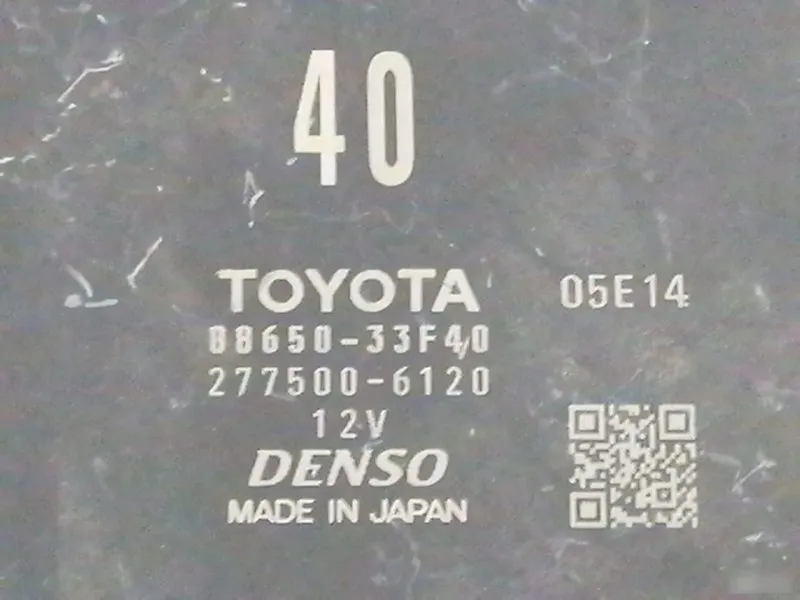 40
TOYOTA 05E14
88650-33F40
277500-6120
12V
DENSO
MADE IN JAPAN